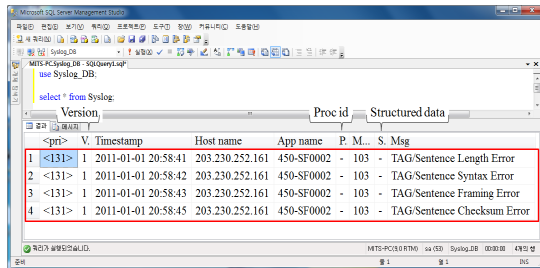 Microsoft SQL Server Management Studio
파일(F) 편집(E) 보기(V) 쿼리(Q) 프로젝트(P) 도구(T) 창(W) 커뮤니티(C) 도움말(H)
새 쿼리(N)
Syslog_DB 실행(X)
MITS-PC.Syslog_DB - SQLQuery1.sql*
use Syslog_DB;
select * from Syslog;
Version Proc id Structured data
결과 메시지
<pri> V. Timestamp Host name App name P. M... S. Msg
1 <131> 1 2011-01-01 20:58:41 203.230.252.161 450-SF0002 - 103 - TAG/Sentence Length Error
2 <131> 1 2011-01-01 20:58:42 203.230.252.161 450-SF0002 - 103 - TAG/Sentence Syntax Error
3 <131> 1 2011-01-01 20:58:43 203.230.252.161 450-SF0002 - 103 - TAG/Sentence Framing Error
4 <131> 1 2011-01-01 20:58:45 203.230.252.161 450-SF0002 - 103 - TAG/Sentence Checksum Error
쿼리가 실행되었습니다. MITS-PC(9,0 RTM) sa (53) Syslog_DB 00:00:00 4개의 행
준비 줄 1 열 1 INS